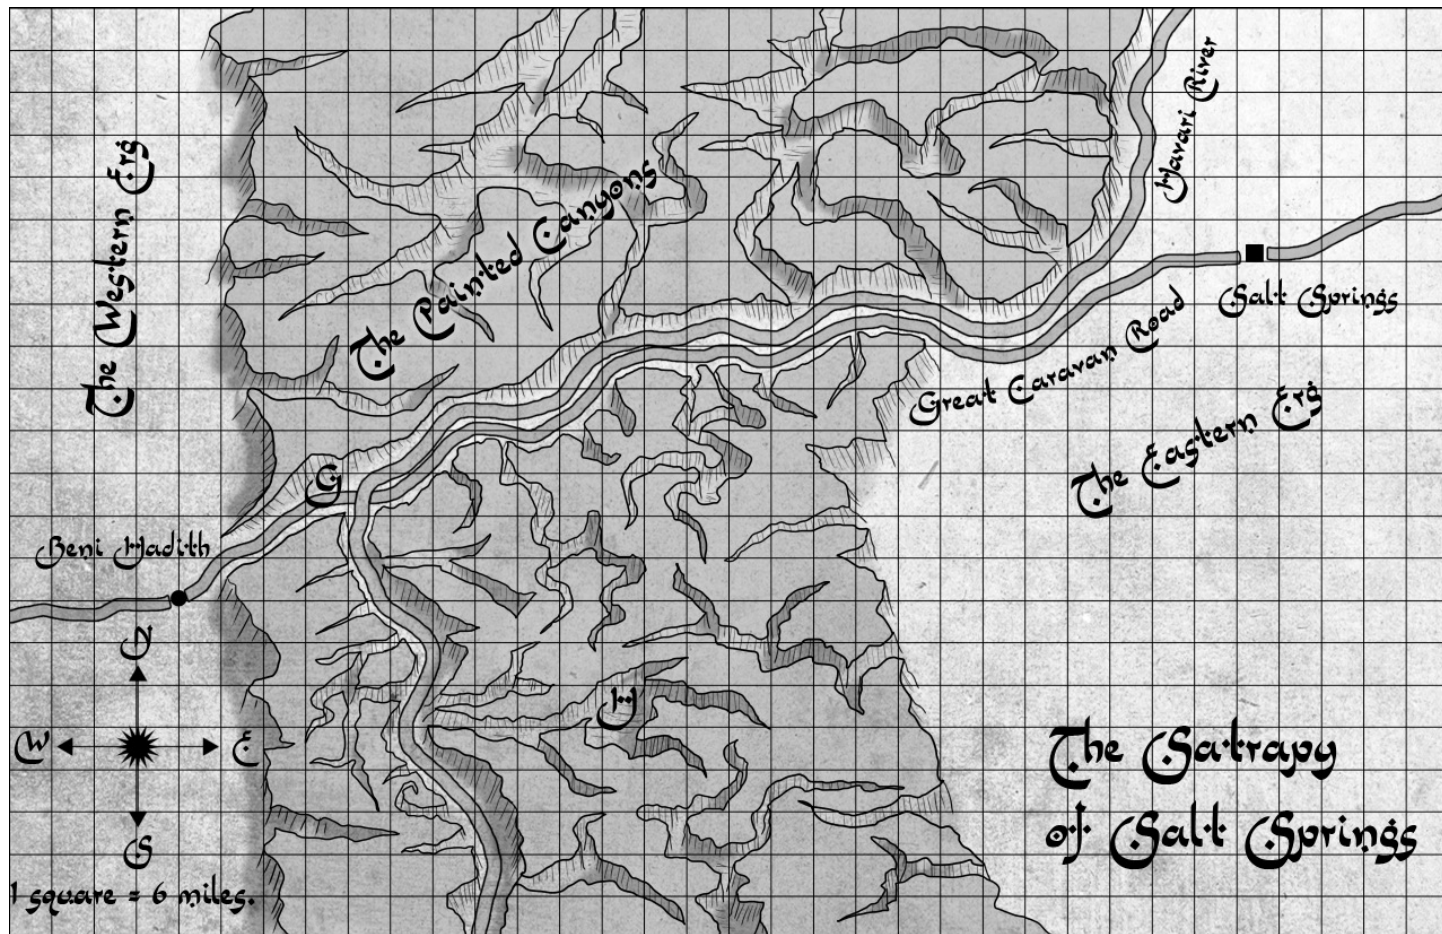 Havari River
The Western Erg
The Painted Canyons
Salt Springs
Great Caravan Road
The Eastern Erg
G
Beni Hadith
N
W
E
S
H
The Satrapy
of Salt Springs
1 square = 6 miles.